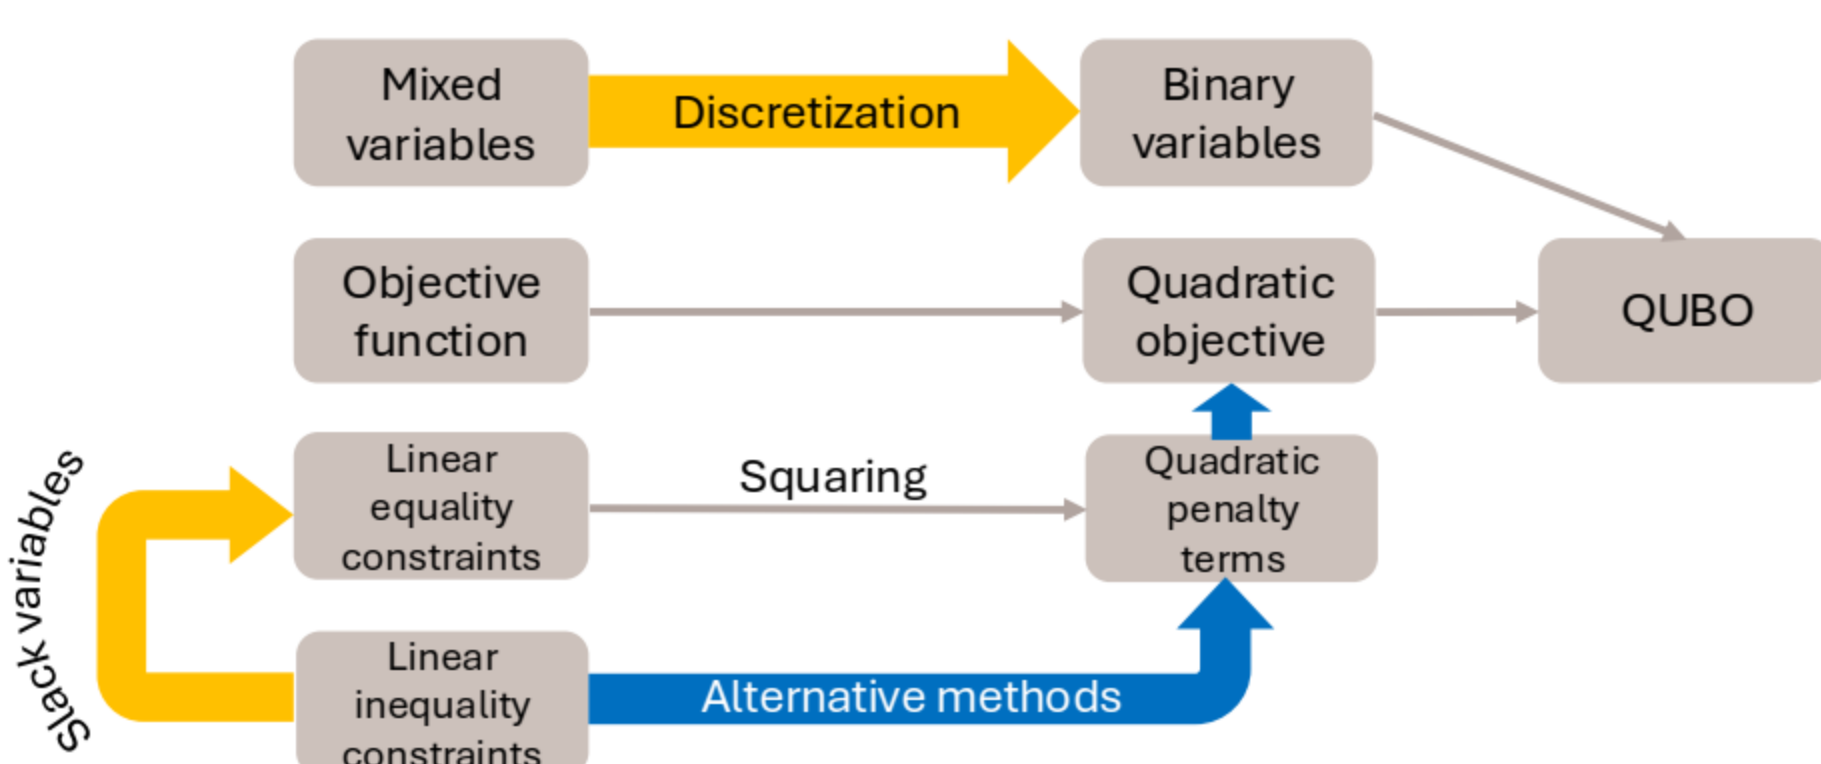 Mixed
variables
Discretization
Binary
variables
Objective
function
Quadratic
objective
QUBO
Linear
equality
constraints
Squaring
Quadratic
penalty
terms
Slack variables
Linear
inequality
constraints
Alternative methods